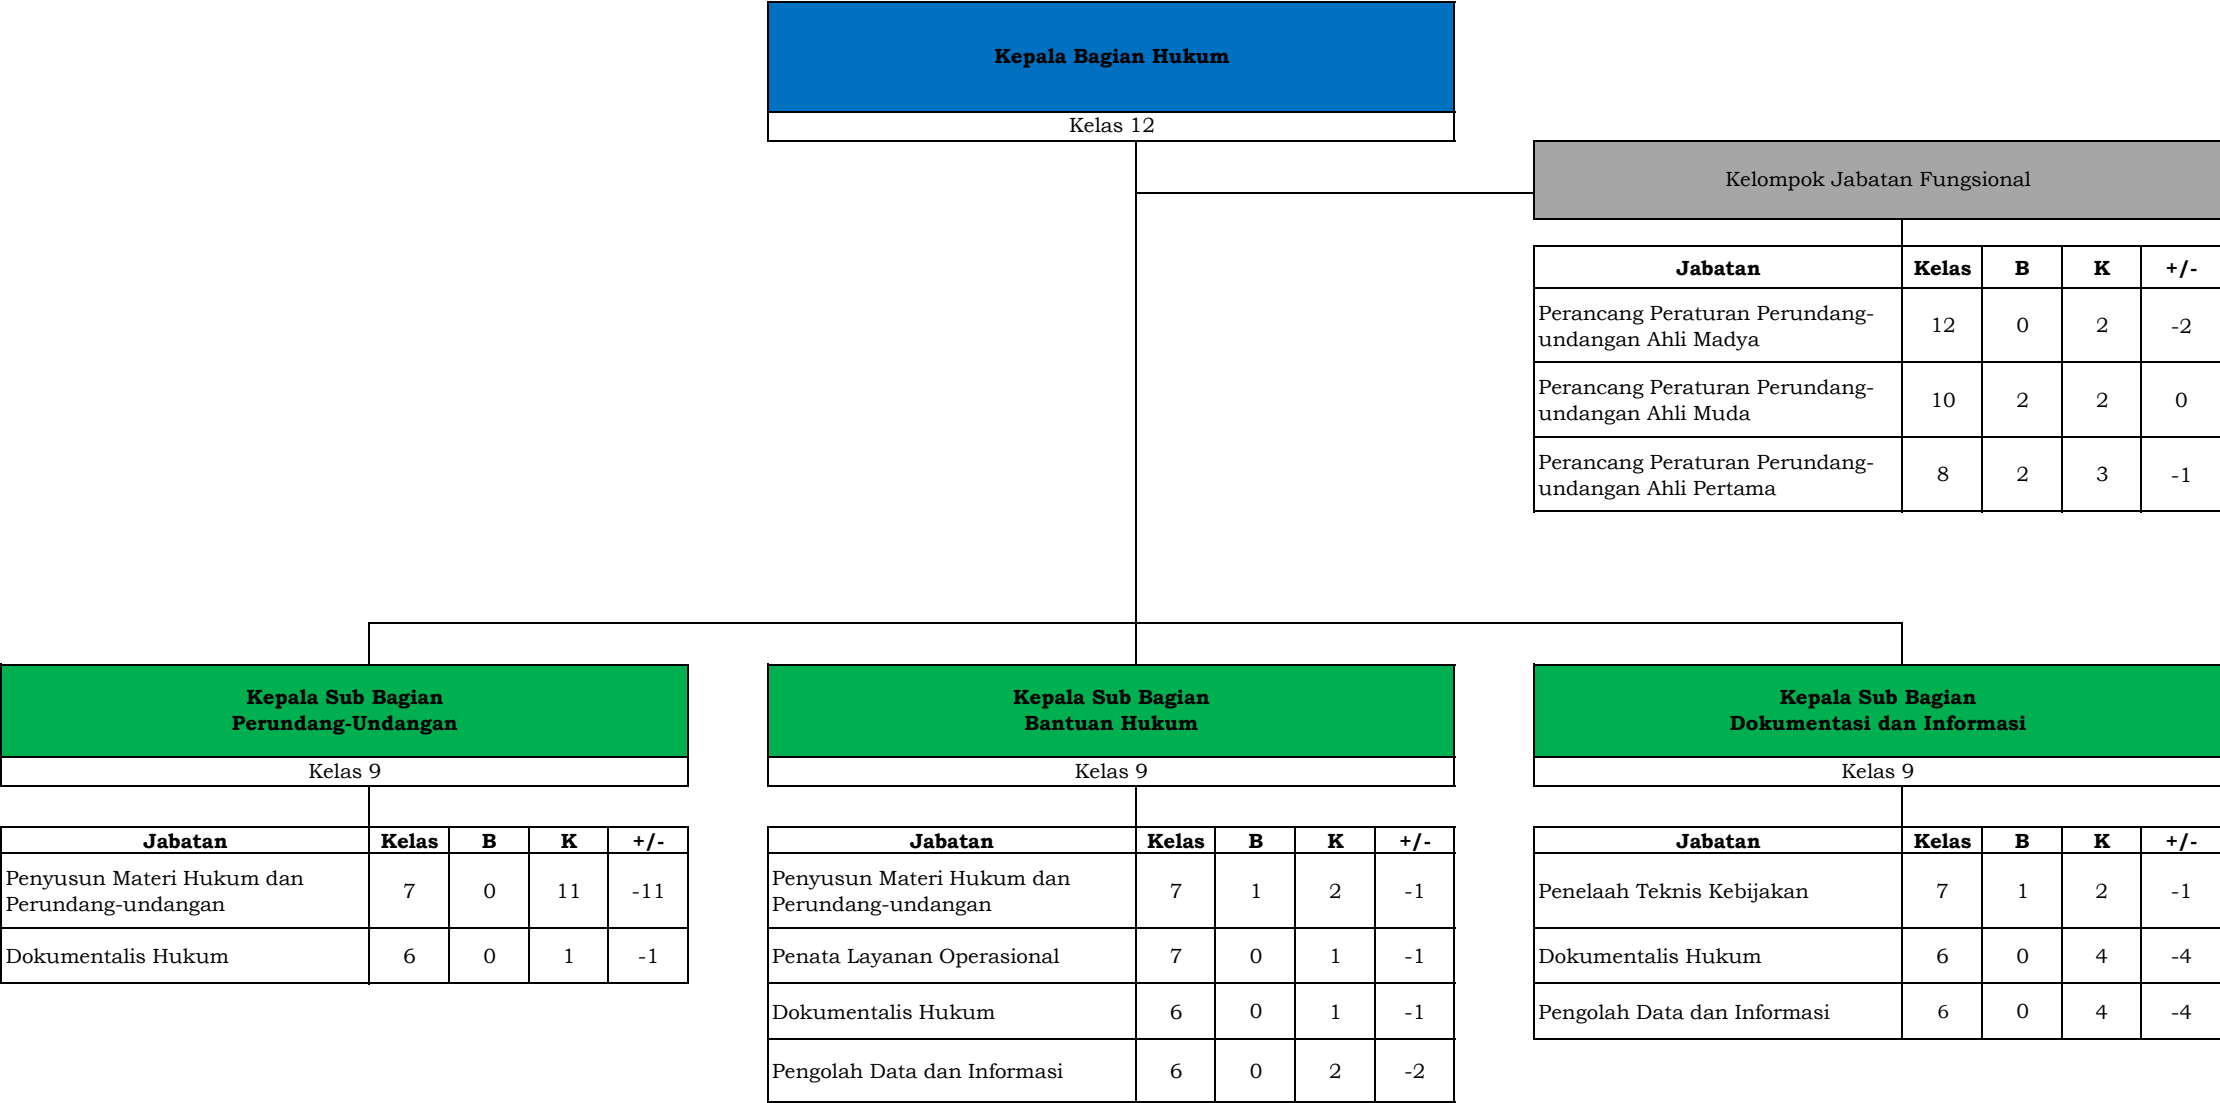 Kepala Bagian Hukum
Kelas 12
Kelompok Jabatan Fungsional
Jabatan Kelas B K +/-
Perancang Peraturan Perundang-
undangan Ahli Madya 12 0 2 -2
Perancang Peraturan Perundang-
undangan Ahli Muda 10 2 2 0
Perancang Peraturan Perundang-
undangan Ahli Pertama 8 2 3 -1
Kepala Sub Bagian
Perundang-Undangan
Kelas 9
Jabatan Kelas B K +/-
Penyusun Materi Hukum dan
Perundang-undangan 7 0 11 -11
Dokumentalis Hukum 6 0 1 -1
Kepala Sub Bagian
Bantuan Hukum
Kelas 9
Jabatan Kelas B K +/-
Penyusun Materi Hukum dan
Perundang-undangan 7 1 2 -1
Penata Layanan Operasional 7 0 1 -1
Dokumentalis Hukum 6 0 1 -1
Pengolah Data dan Informasi 6 0 2 -2
Kepala Sub Bagian
Dokumentasi dan Informasi
Kelas 9
Jabatan Kelas B K +/-
Penelaah Teknis Kebijakan 7 1 2 -1
Dokumentalis Hukum 6 0 4 -4
Pengolah Data dan Informasi 6 0 4 -4